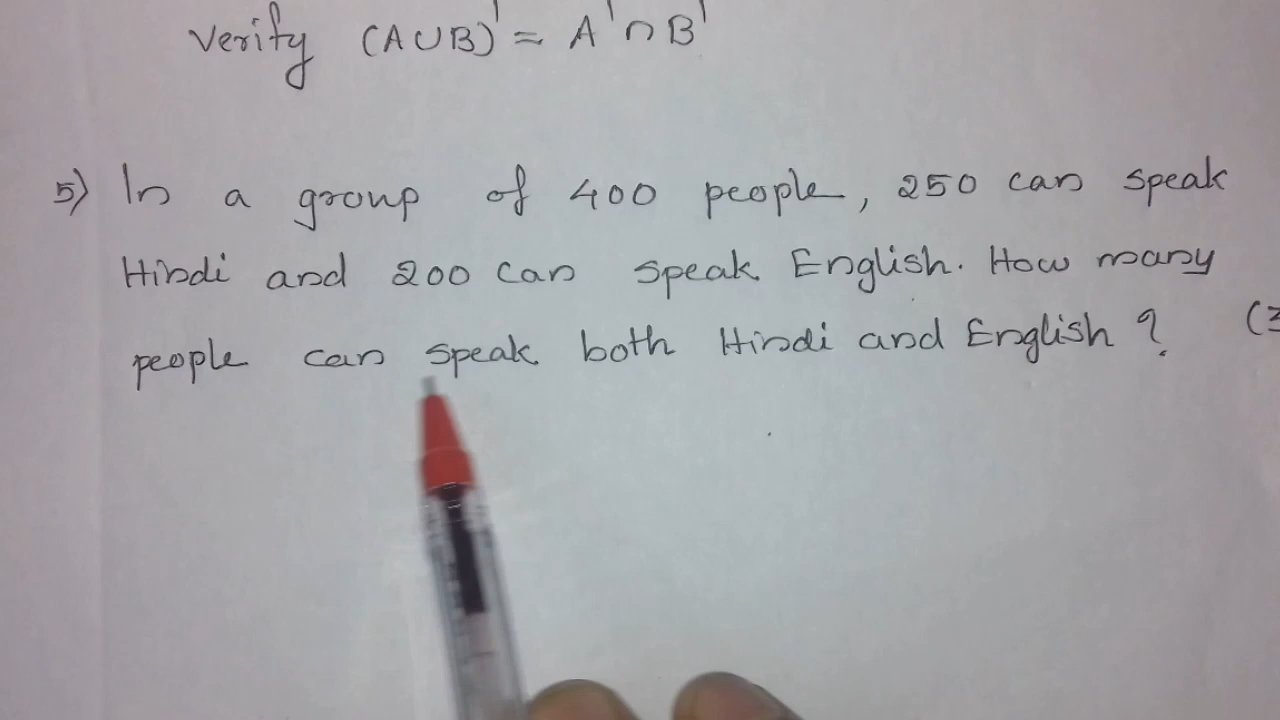 Verify (A∪B)' = A'∩B'
5) In a group of 400 people, 250 can speak
Hindi and 200 can speak English. How many
people can speak both Hindi and English ?